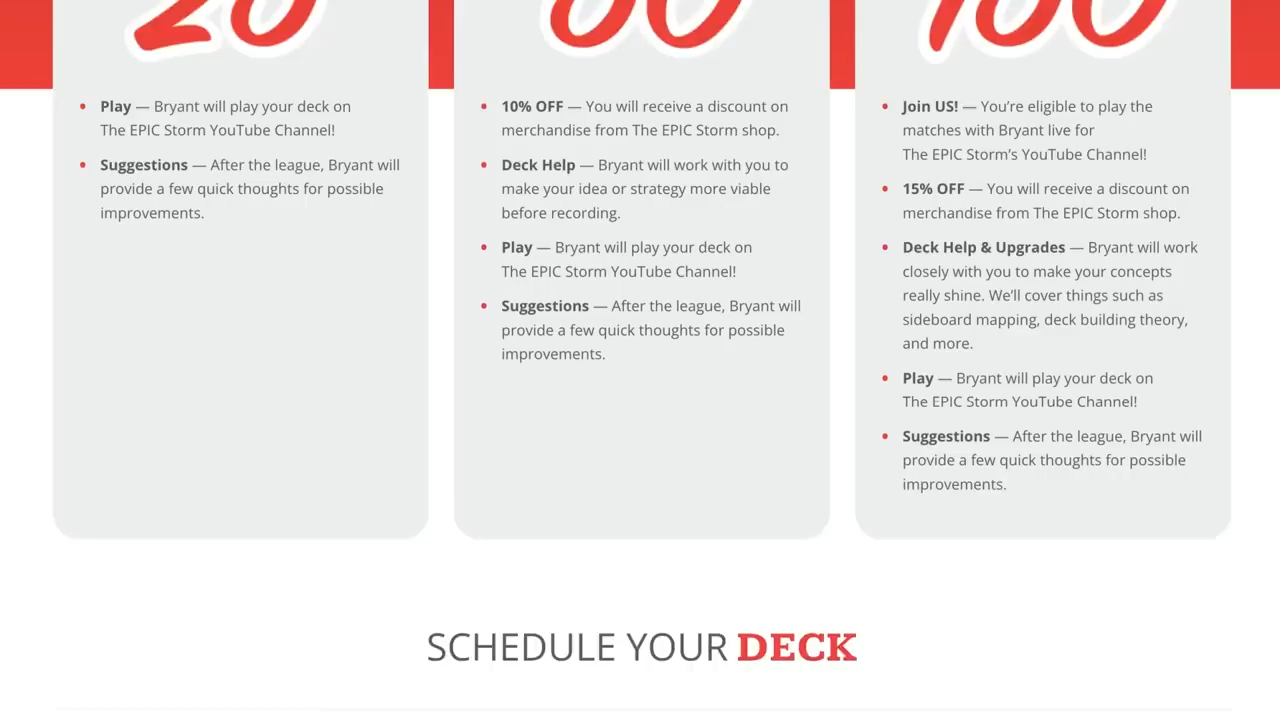 • Play — Bryant will play your deck on
The EPIC Storm YouTube Channel!
• Suggestions — After the league, Bryant will
provide a few quick thoughts for possible
improvements.
• 10% OFF — You will receive a discount on
merchandise from The EPIC Storm shop.
• Deck Help — Bryant will work with you to
make your idea or strategy more viable
before recording.
• Play — Bryant will play your deck on
The EPIC Storm YouTube Channel!
• Suggestions — After the league, Bryant will
provide a few quick thoughts for possible
improvements.
• Join US! — You’re eligible to play the
matches with Bryant live for
The EPIC Storm’s YouTube Channel!
• 15% OFF — You will receive a discount on
merchandise from The EPIC Storm shop.
• Deck Help & Upgrades — Bryant will work
closely with you to make your concepts
really shine. We’ll cover things such as
sideboard mapping, deck building theory,
and more.
• Play — Bryant will play your deck on
The EPIC Storm YouTube Channel!
• Suggestions — After the league, Bryant will
provide a few quick thoughts for possible
improvements.
SCHEDULE YOUR DECK